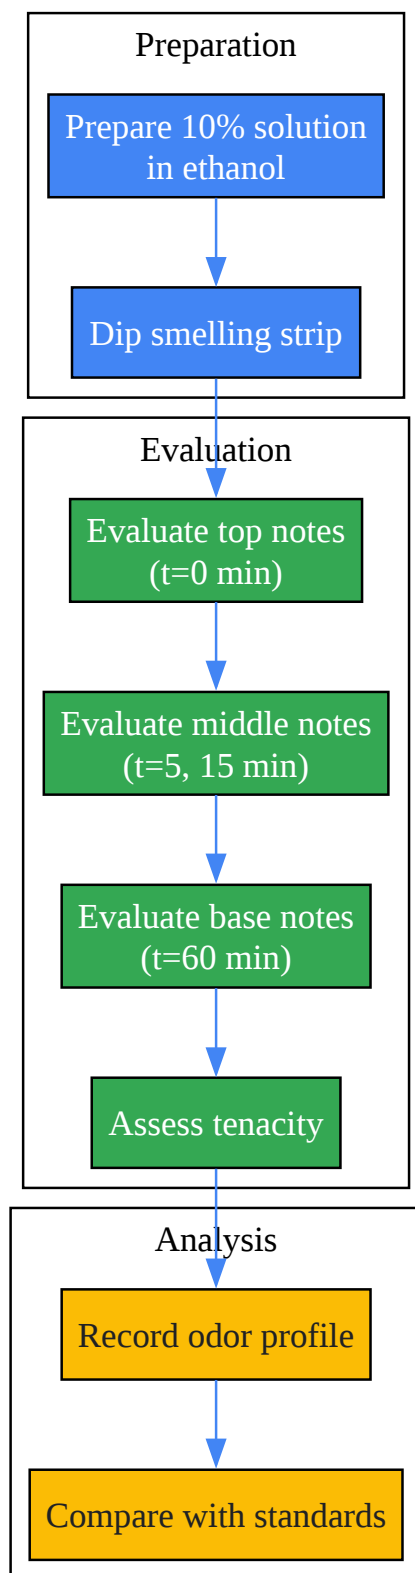 Preparation
Prepare 10% solution
in ethanol
Dip smelling strip
Evaluation
Evaluate top notes
(t=0 min)
Evaluate middle notes
(t=5, 15 min)
Evaluate base notes
(t=60 min)
Assess tenacity
Analysis
Record odor profile
Compare with standards